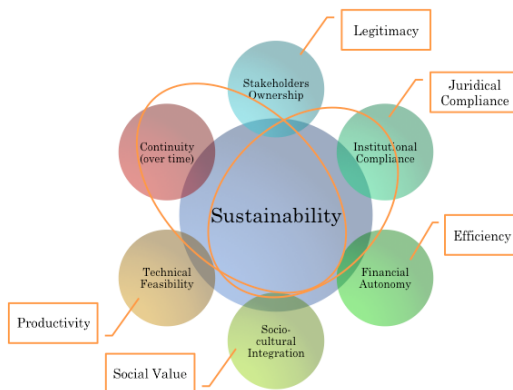 Legitimacy
Stakeholders
Ownership
Juridical
Compliance
Continuity
(over time)
Institutional
Compliance
Sustainability
Efficiency
Technical
Feasibility
Financial
Autonomy
Productivity
Socio-
cultural
Integration
Social Value